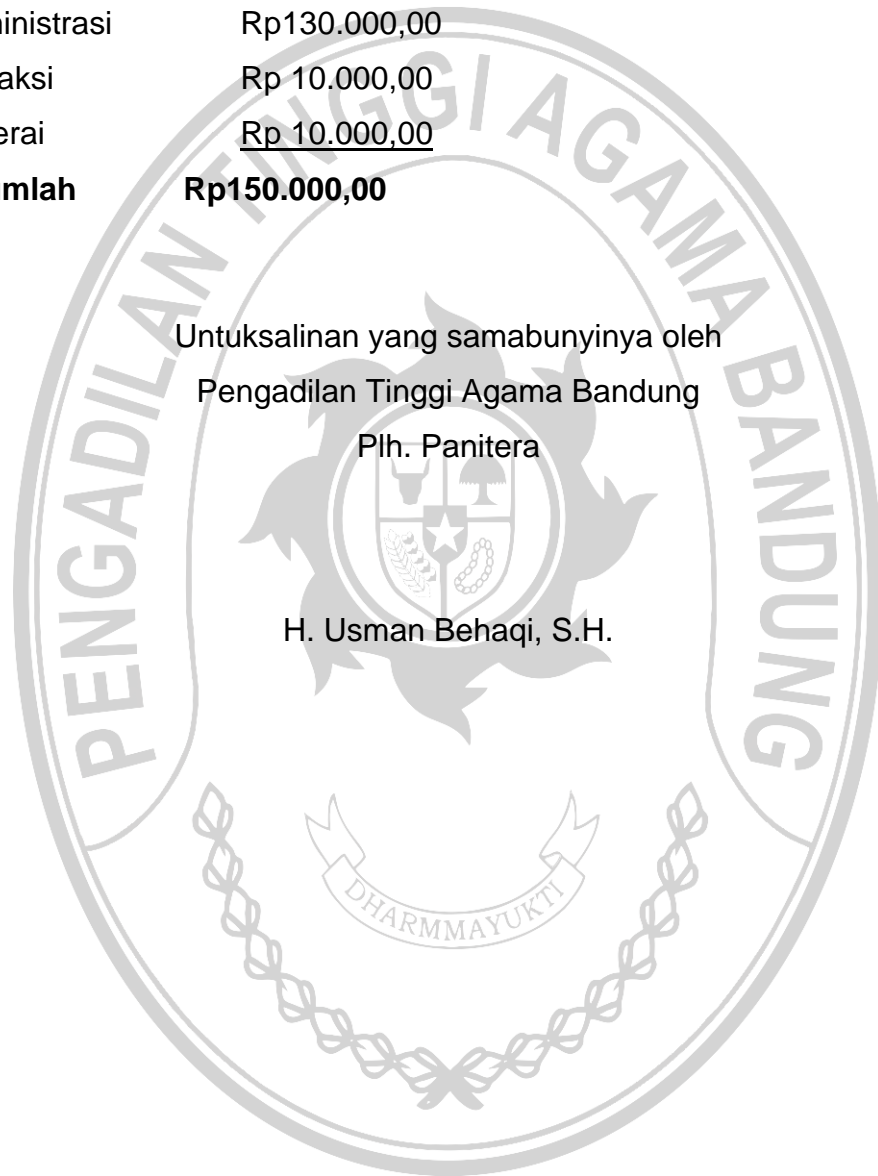 ministrasi Rp130.000,00
aksi Rp 10.000,00
erai Rp 10.000,00
umlah Rp150.000,00
Untuksalinan yang samabunyinya oleh
Pengadilan Tinggi Agama Bandung
Plh. Panitera
H. Usman Behaqi, S.H.
PENGADILAN TINGGI AGAMA BANDUNG
DHARMMAYUKTI